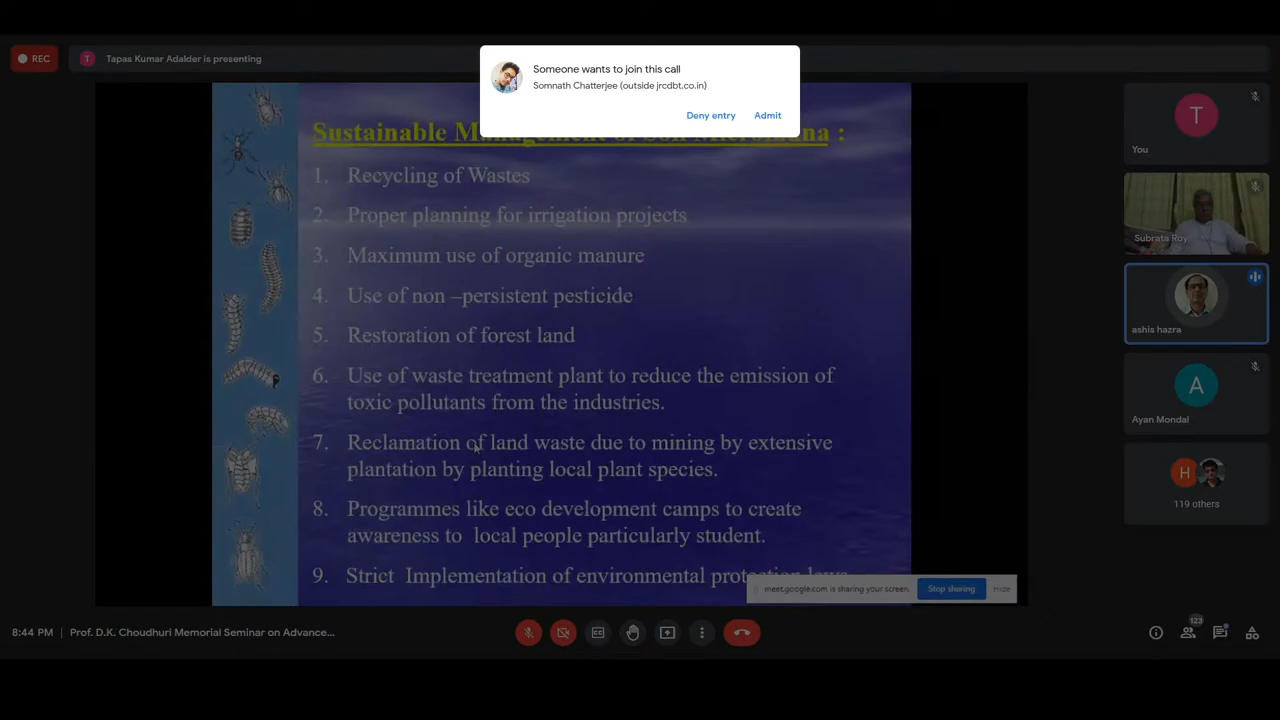 REC
T
Tapas Kumar Adalder is presenting
Someone wants to join this call
Somnath Chatterjee (outside jrcdbt.co.in)
Deny entry
Admit
Sustainable :
1. Recycling of Wastes
2. Proper planning for irrigation projects
3. Maximum use of organic manure
4. Use of non –persistent pesticide
5. Restoration of forest land
6. Use of waste treatment plant to reduce the emission of
toxic pollutants from the industries.
7. Reclamation of land waste due to mining by extensive
plantation by planting local plant species.
8. Programmes like eco development camps to create
awareness to local people particularly student.
9. Strict Implementation of environmental protection laws
meet.google.com is sharing your screen.
Stop sharing
Hide
T
You
Subrata Roy
ashis hazra
A
Ayan Mondal
H
119 others
8:44 PM | Prof. D.K. Choudhuri Memorial Seminar on Advance...
CC
123